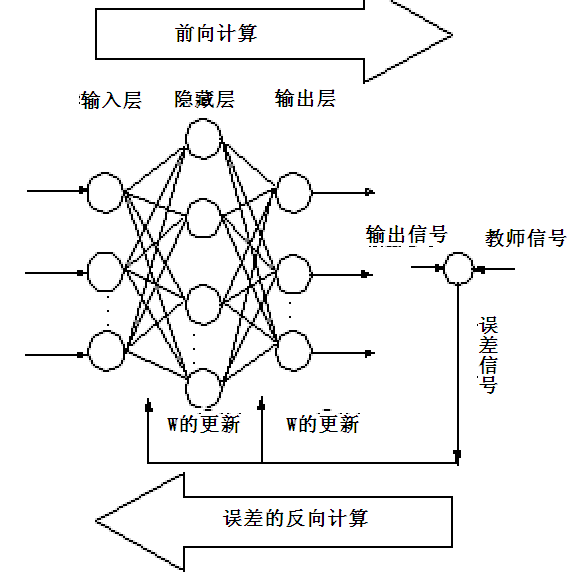 前向计算
输入层 隐藏层 输出层
输出信号 教师信号
误差信号
W的更新 W的更新
误差的反向计算